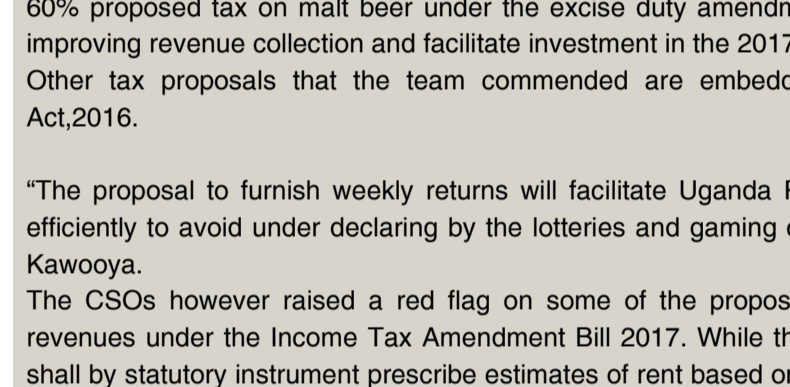 60% proposed tax on malt beer under the excise duty
improving revenue collection and facilitate investment in the 2017
Other tax proposals that the team commended are
Act,2016.
“The proposal to furnish weekly returns will facilitate Uganda
efficiently to avoid under declaring by the lotteries and gaming
Kawooya.
The CSOs however raised a red flag on some of the
revenues under the Income Tax Amendment Bill 2017. While
shall by statutory instrument prescribe estimates of rent based